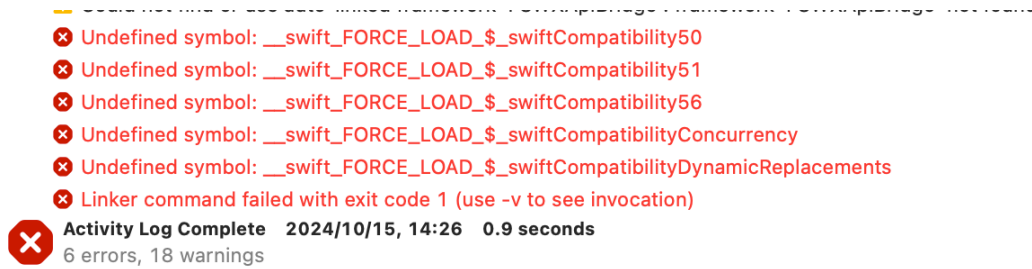 Undefined symbol: __swift_FORCE_LOAD_$_swiftCompatibility50
Undefined symbol: __swift_FORCE_LOAD_$_swiftCompatibility51
Undefined symbol: __swift_FORCE_LOAD_$_swiftCompatibility56
Undefined symbol: __swift_FORCE_LOAD_$_swiftCompatibilityConcurrency
Undefined symbol: __swift_FORCE_LOAD_$_swiftCompatibilityDynamicReplacements
Linker command failed with exit code 1 (use -v to see invocation)
Activity Log Complete 2024/10/15, 14:26 0.9 seconds
6 errors, 18 warnings